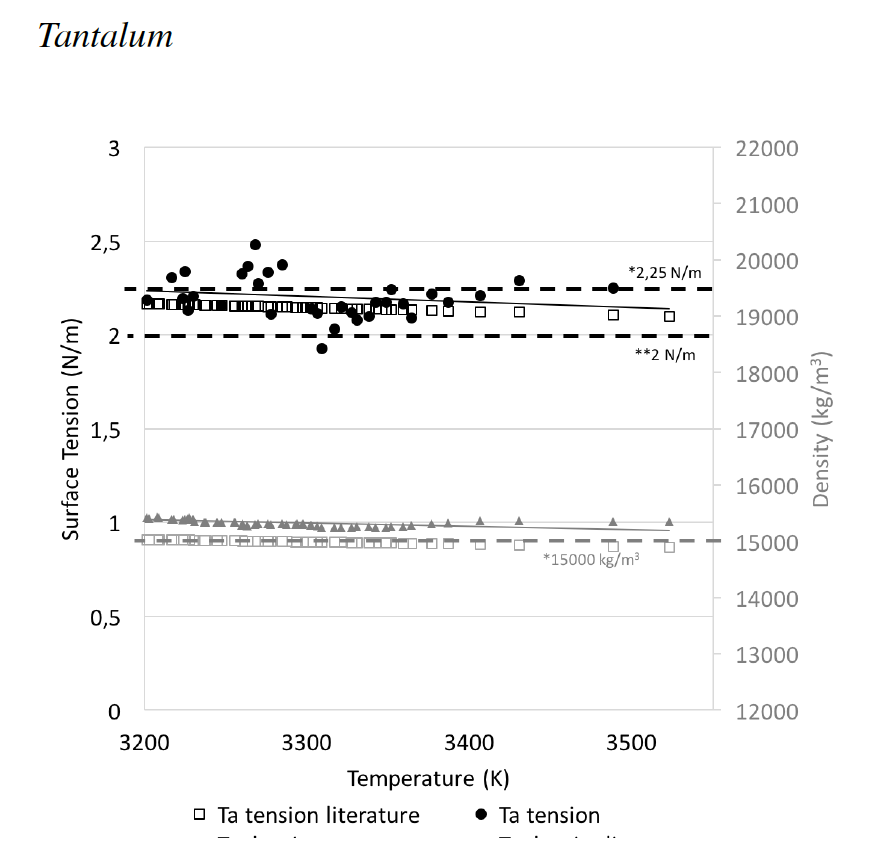 Tantalum
3 22000
21000
2,5 20000
*2,25 N/m
19000
2
**2 N/m
18000
1,5 17000
16000
1
15000
*15000 kg/m³
14000
0,5
13000
0 12000
Surface Tension (N/m)
Density (kg/m³)
3200 3300 3400 3500
Temperature (K)
Ta tension literature Ta tension